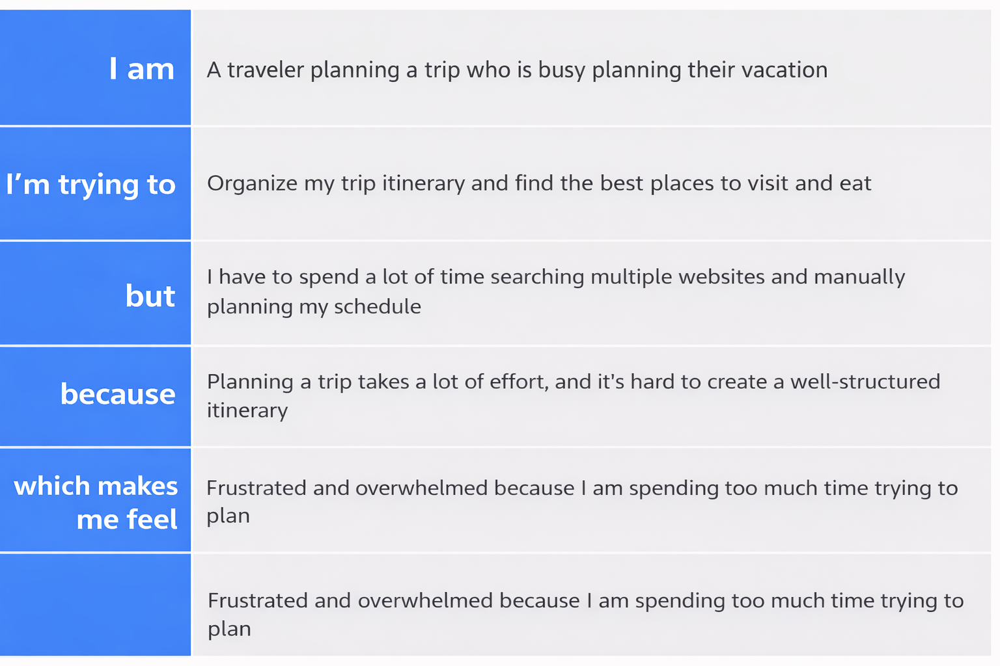 I am
A traveler planning a trip who is busy planning their vacation
I’m trying to
Organize my trip itinerary and find the best places to visit and eat
but
I have to spend a lot of time searching multiple websites and manually
planning my schedule
because
Planning a trip takes a lot of effort, and it's hard to create a well-structured
itinerary
which makes
me feel
Frustrated and overwhelmed because I am spending too much time trying to
plan
Frustrated and overwhelmed because I am spending too much time trying to
plan